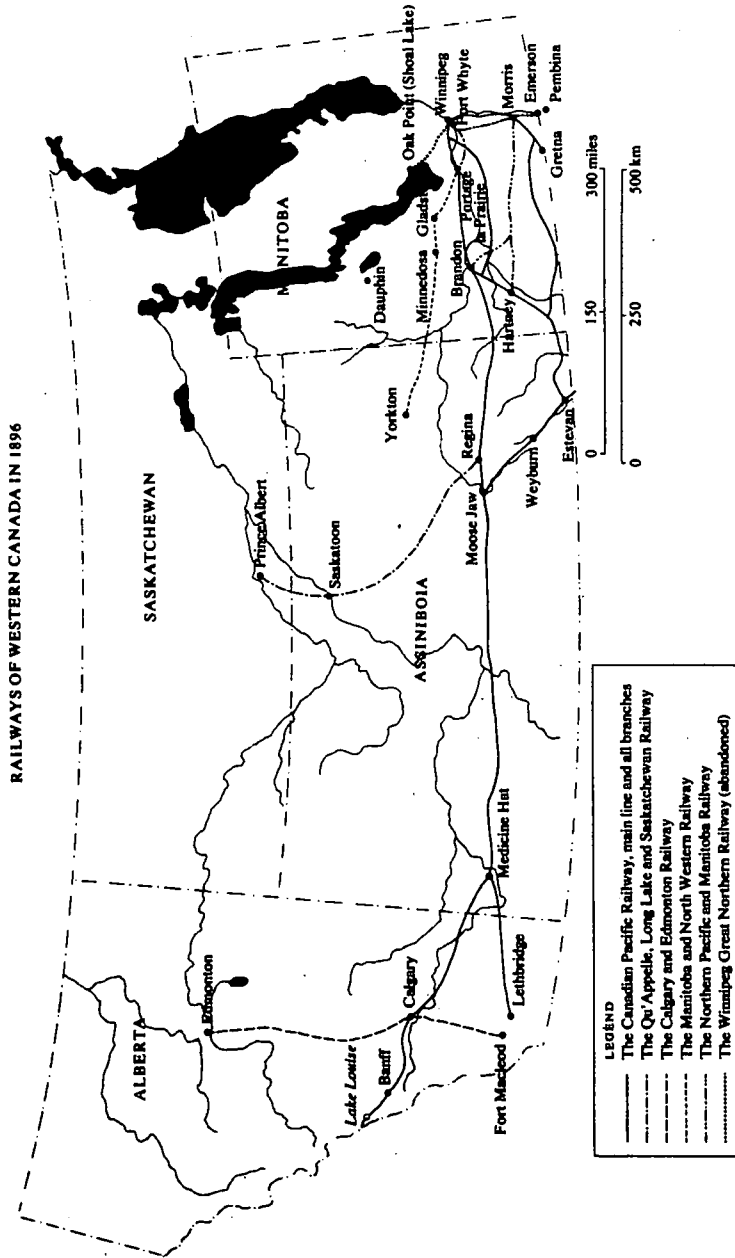 RAILWAYS OF WESTERN CANADA IN 1896
ALBERTA
SASKATCHEWAN
MANITOBA
ASSINIBOIA
Edmonton
Prince Albert
Saskatoon
Dauphin
Oak Point (Shoal Lake)
Lake Louise
Banff
Calgary
Yorkton
Minnedosa
Gladst
Winnipeg
Fort Whyte
Portage
la Prairie
Brandon
Medicine Hat
Moose Jaw
Regina
Hartney
Morris
Emerson
Pembina
Gretna
Fort Macleod
Lethbridge
Weyburn
Estevan
0 150 300 miles
0 250 500 km
LEGEND
The Canadian Pacific Railway, main line and all branches
The Qu'Appelle, Long Lake and Saskatchewan Railway
The Calgary and Edmonton Railway
The Manitoba and North Western Railway
The Northern Pacific and Manitoba Railway
The Winnipeg Great Northern Railway (abandoned)